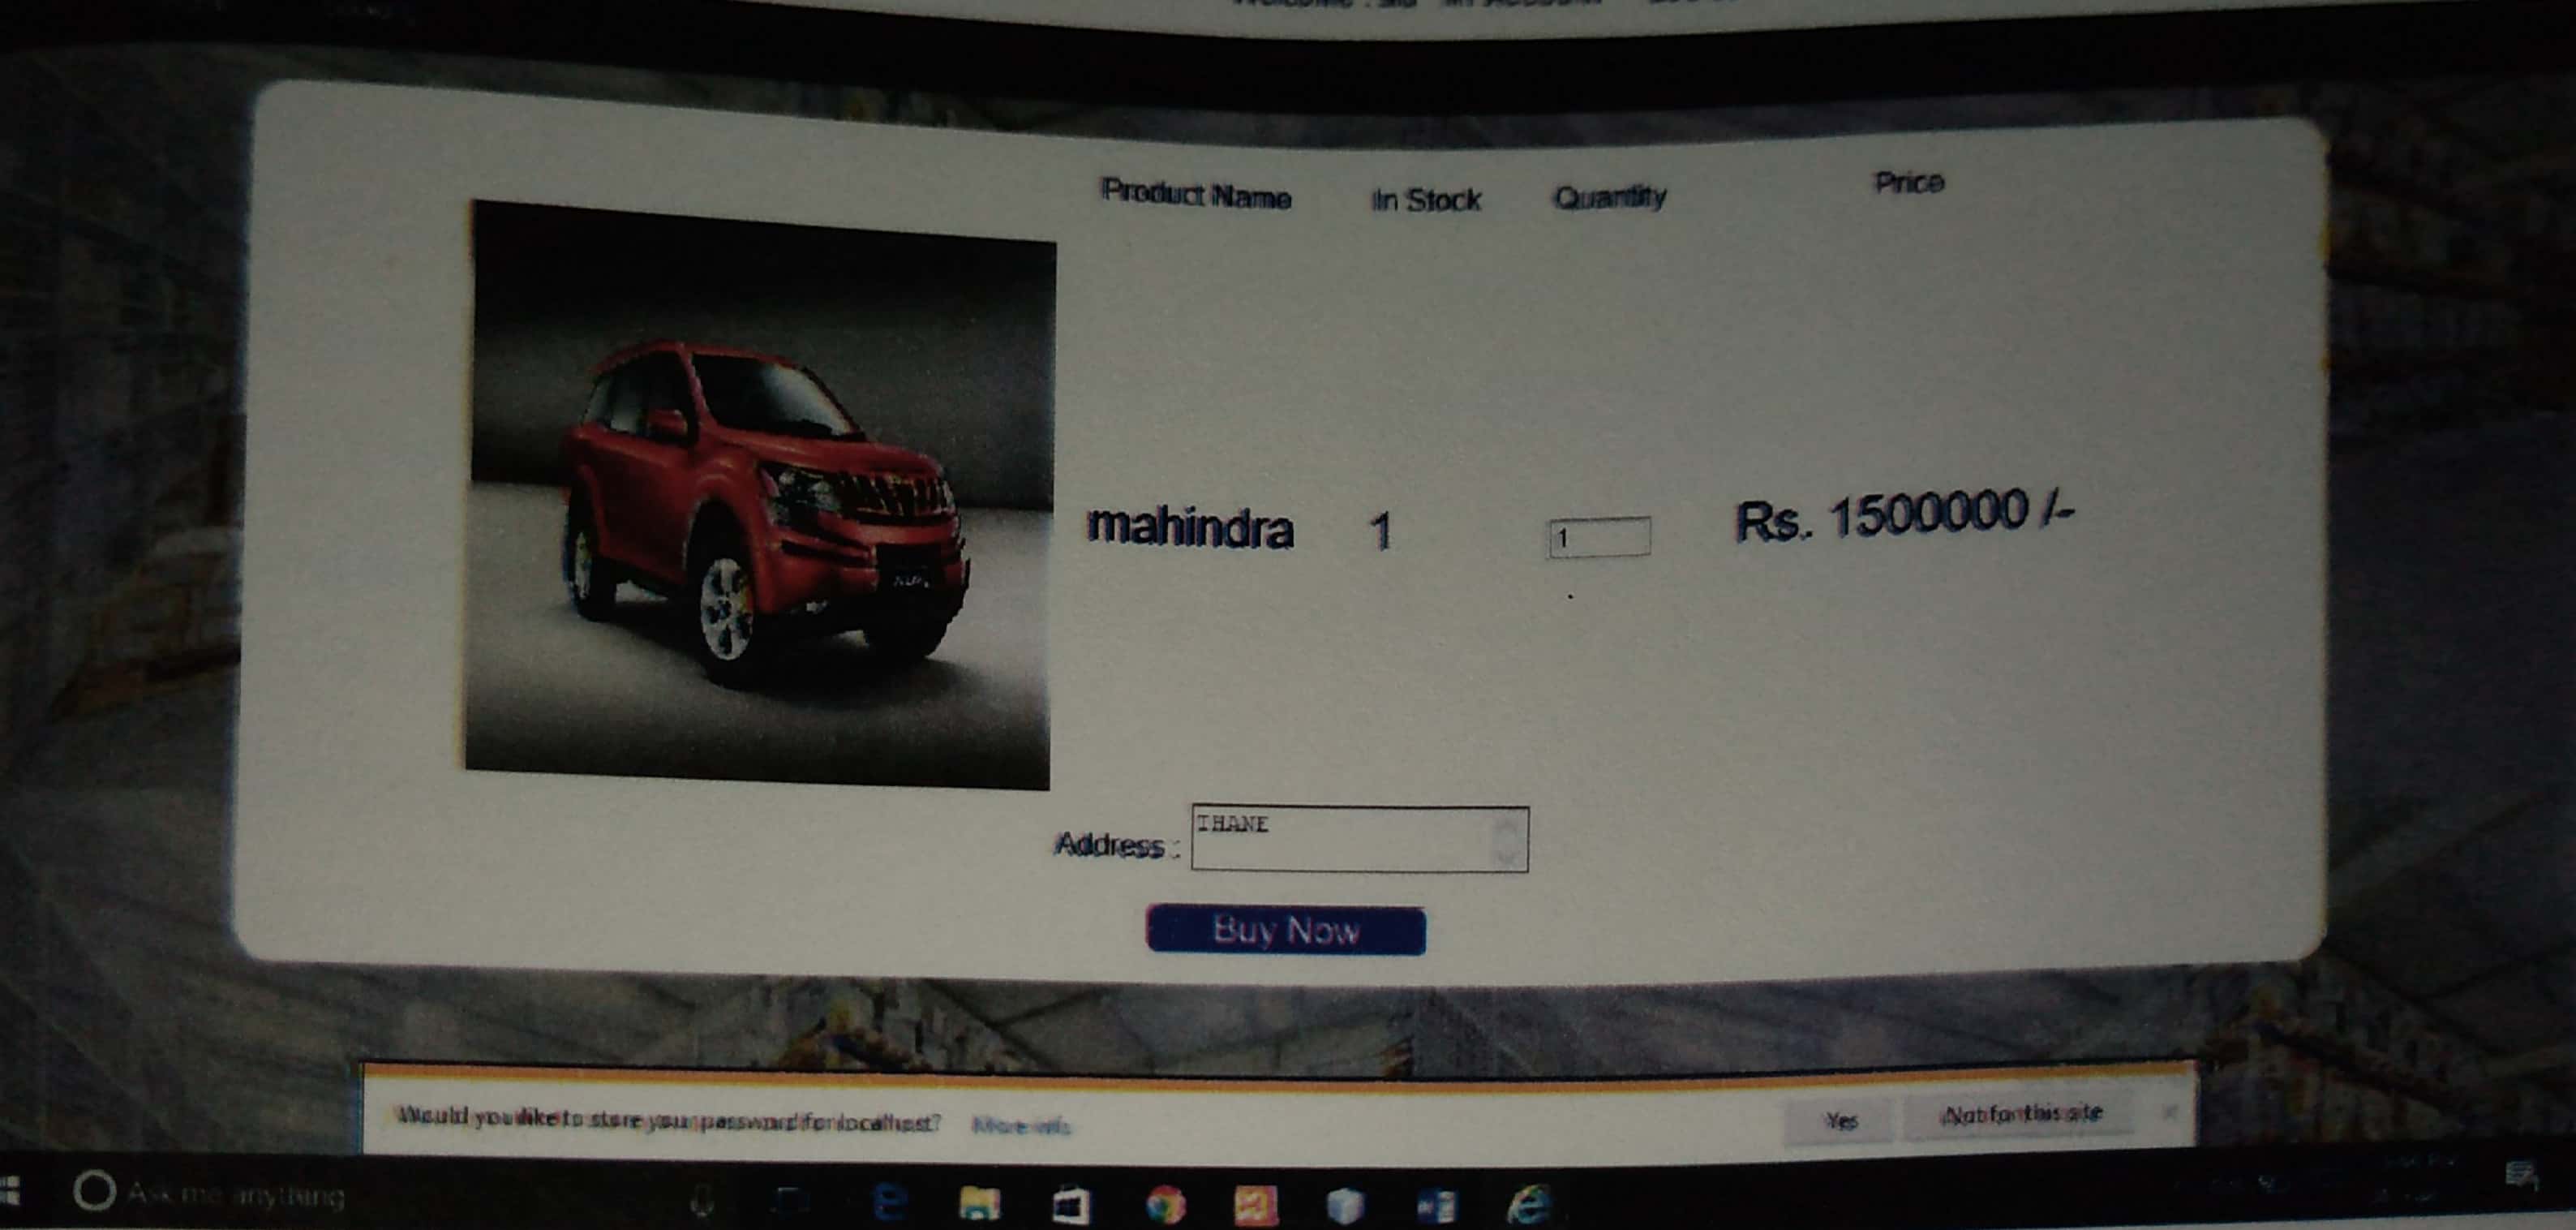 Product Name In Stock Quantity Price
mahindra 1 1 Rs. 1500000 /-
Address : THANE
Buy Now
Would you like to store your password for localhost? More info Yes Not for this site
Ask me anything